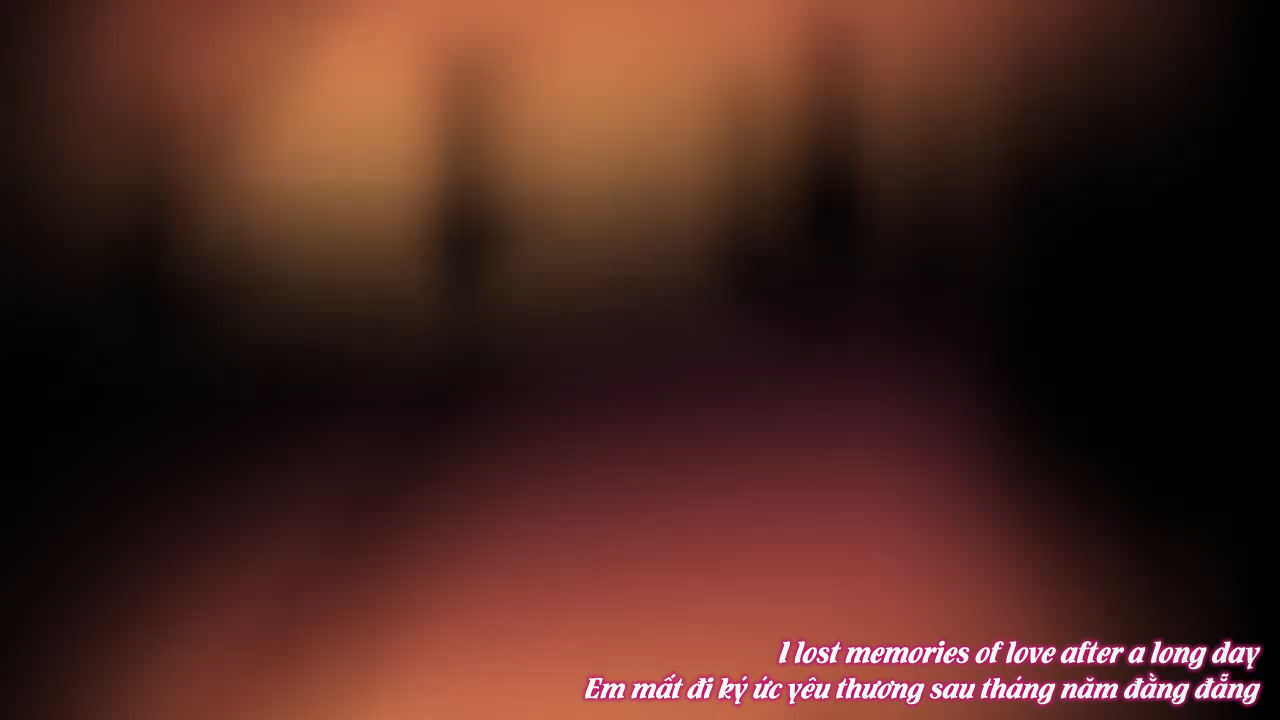 I lost memories of love after a long day
Em mất đi ký ức yêu thương sau tháng năm đằng đẵng